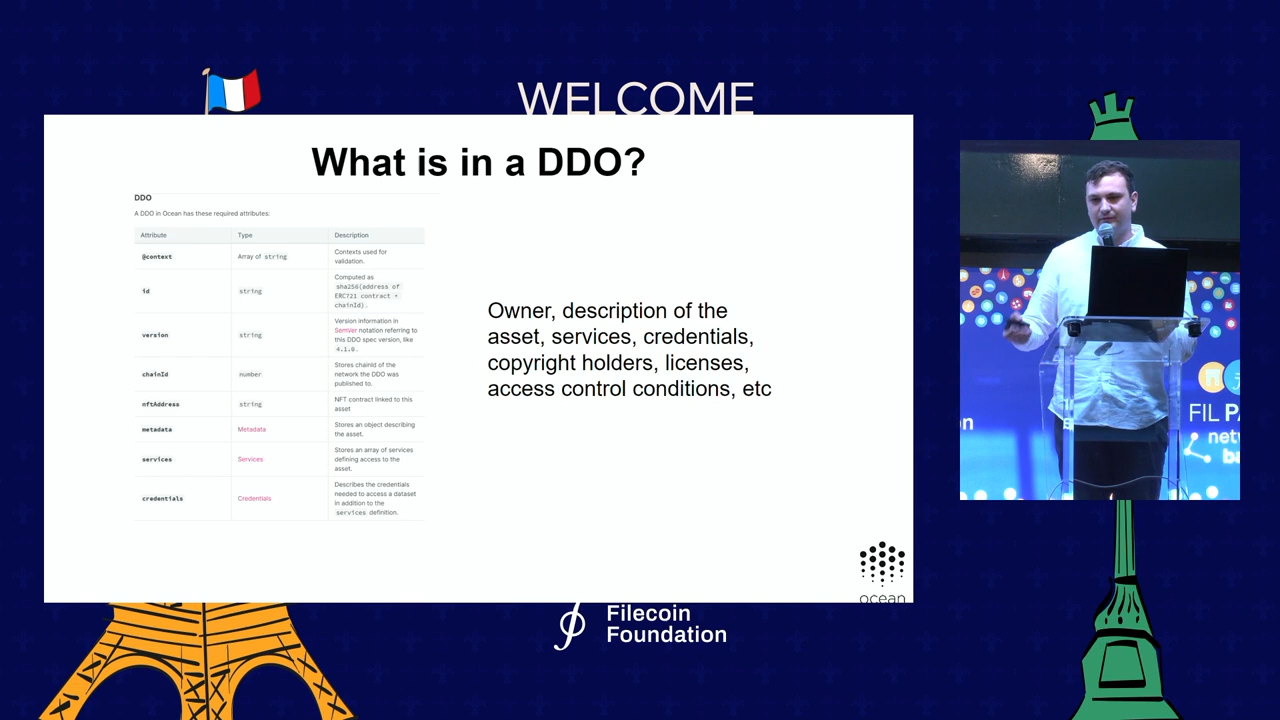 WELCOME
What is in a DDO?
DDO
A DDO in Ocean has these required attributes:
Attribute Type Description
@context Array of string Contexts used for
validation.
id string Computed as
sha256(address of
ERC721 contract +
chainId).
version string Version information in
SemVer notation referring to
this DDO spec version, like
4.1.0.
chainId number Stores chainId of the
network the DDO was
published to.
nftAddress string NFT contract linked to this
asset
metadata Metadata Stores an object describing
the asset.
services Services Stores an array of services
defining access to the
asset.
credentials Credentials Describes the credentials
needed to access a dataset
in addition to the
services definition.
Owner, description of the
asset, services, credentials,
copyright holders, licenses,
access control conditions, etc
ocean
FIL
net
Filecoin
Foundation